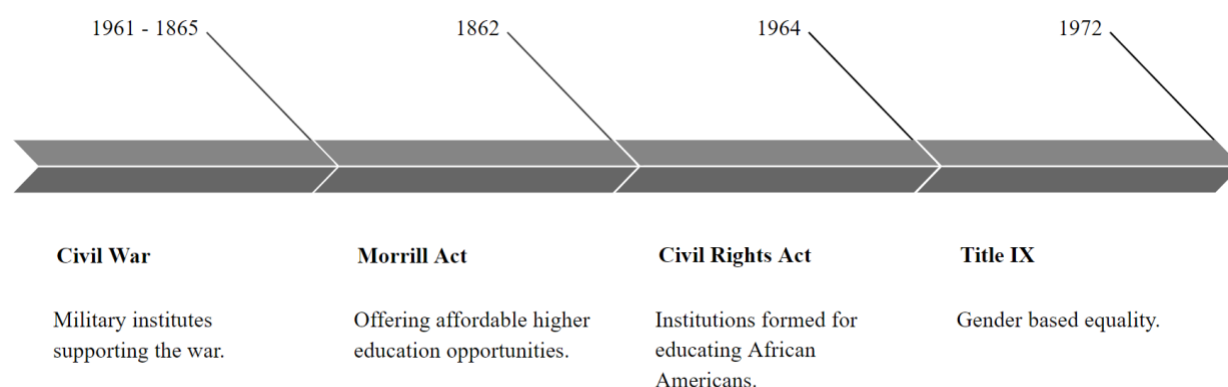 1961 - 1865
1862
1964
1972
Civil War
Morrill Act
Civil Rights Act
Title IX
Military institutes
supporting the war.
Offering affordable higher
education opportunities.
Institutions formed for
educating African
Americans.
Gender based equality.